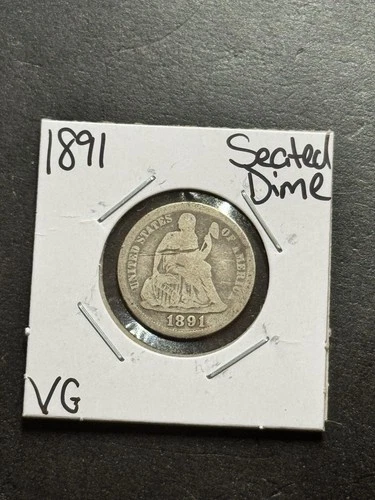 1891
Seated
Dime
UNITED STATES OF AMERICA
1891
VG